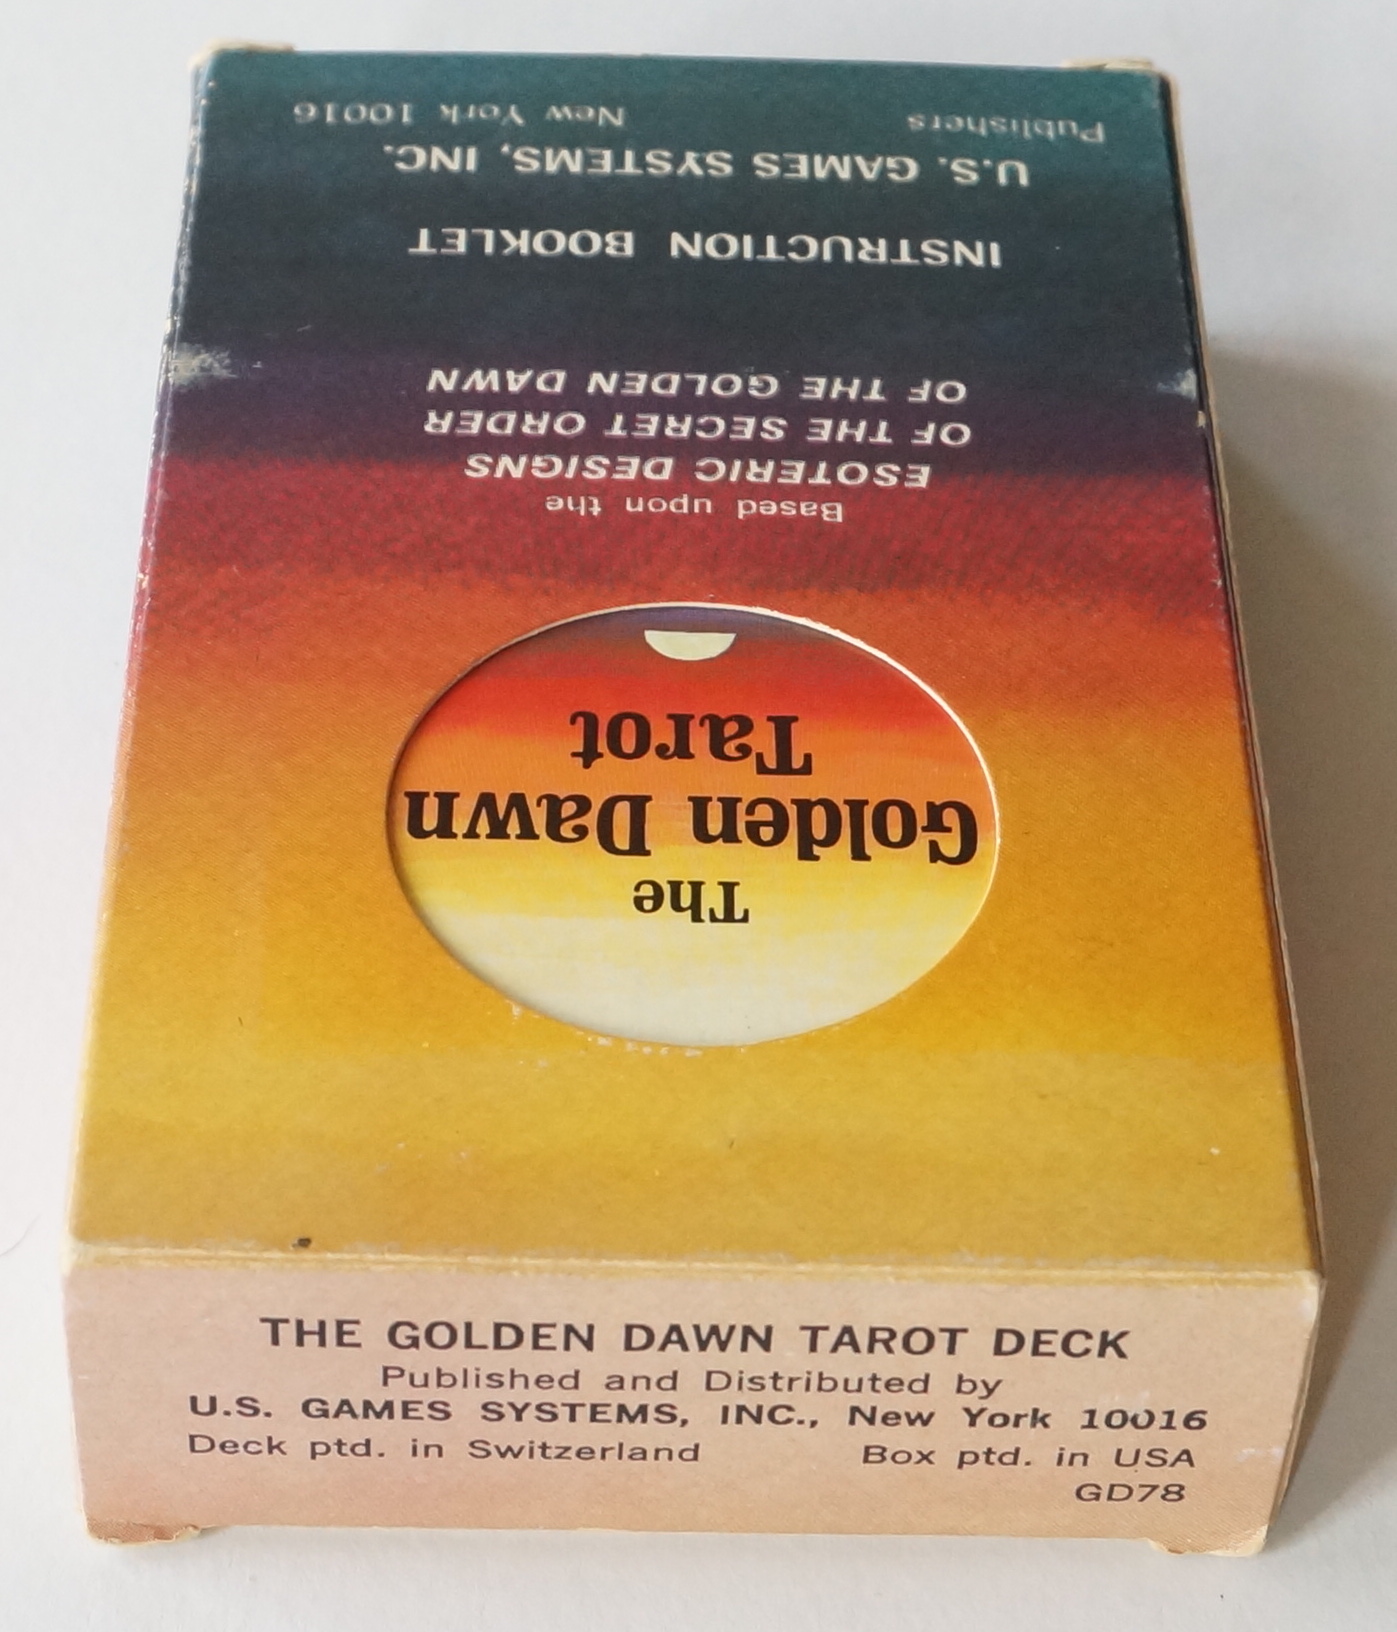 The
Golden Dawn
Tarot
Based upon the
ESOTERIC DESIGNS
OF THE SECRET ORDER
OF THE GOLDEN DAWN
INSTRUCTION BOOKLET
U.S. GAMES SYSTEMS, INC.
Publishers New York 10016
THE GOLDEN DAWN TAROT DECK
Published and Distributed by
U.S. GAMES SYSTEMS, INC., New York 10016
Deck ptd. in Switzerland Box ptd. in USA
GD78